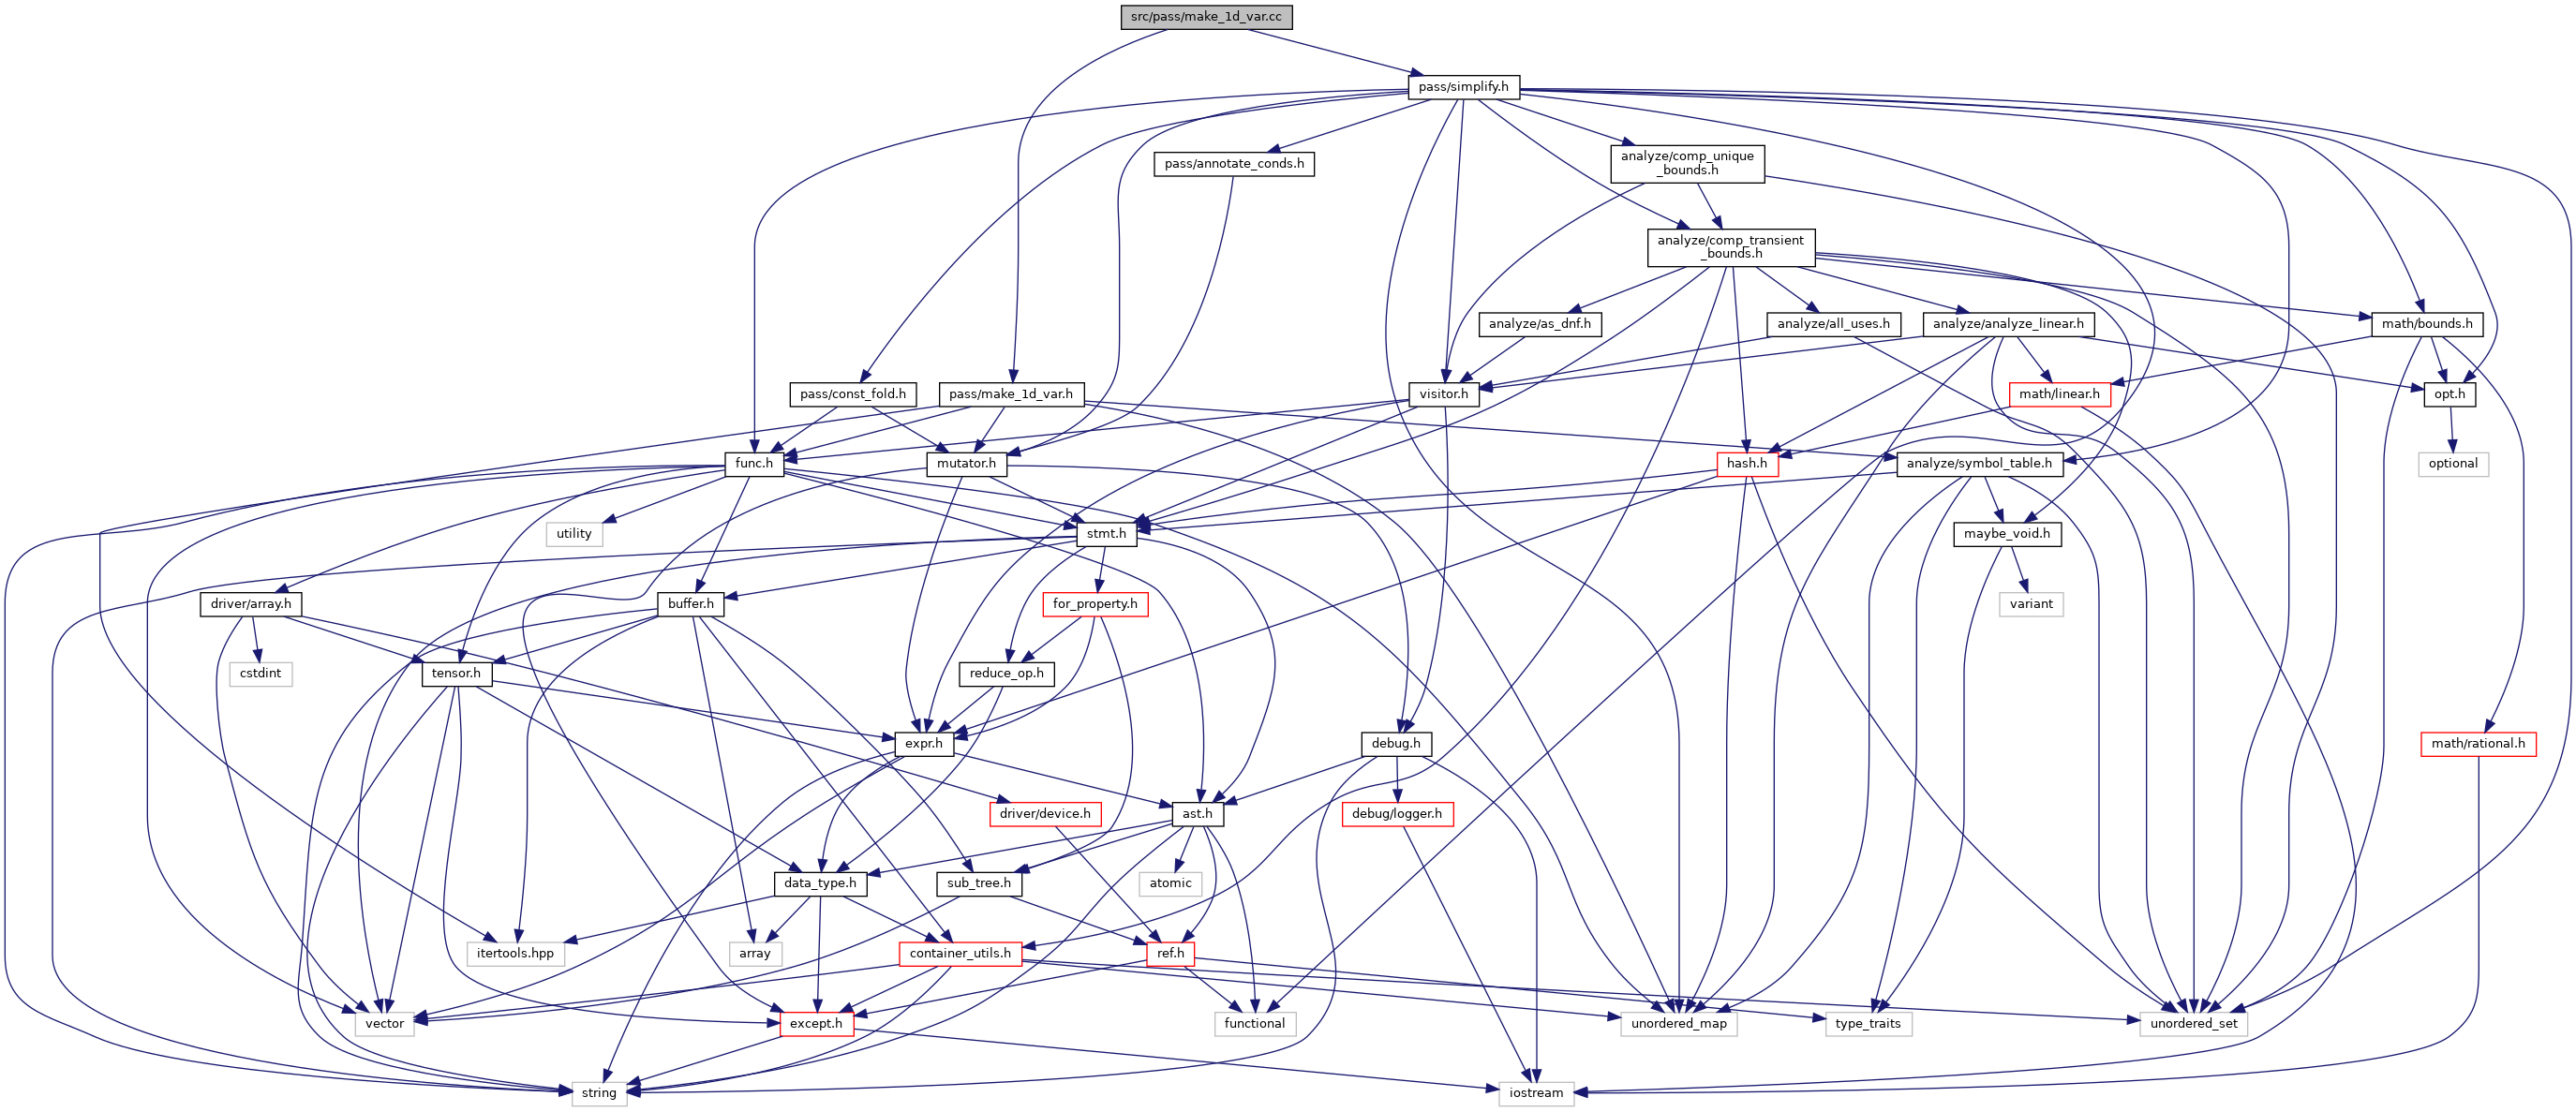 src/pass/make_1d_var.cc
pass/simplify.h
pass/annotate_conds.h
analyze/comp_unique
_bounds.h
analyze/comp_transient
_bounds.h
analyze/as_dnf.h
analyze/all_uses.h
analyze/analyze_linear.h
math/bounds.h
pass/const_fold.h
pass/make_1d_var.h
visitor.h
math/linear.h
opt.h
func.h
mutator.h
hash.h
analyze/symbol_table.h
optional
utility
stmt.h
maybe_void.h
driver/array.h
buffer.h
for_property.h
variant
cstdint
tensor.h
reduce_op.h
expr.h
debug.h
math/rational.h
driver/device.h
ast.h
debug/logger.h
data_type.h
sub_tree.h
atomic
itertools.hpp
array
container_utils.h
ref.h
vector
except.h
functional
unordered_map
type_traits
unordered_set
string
iostream